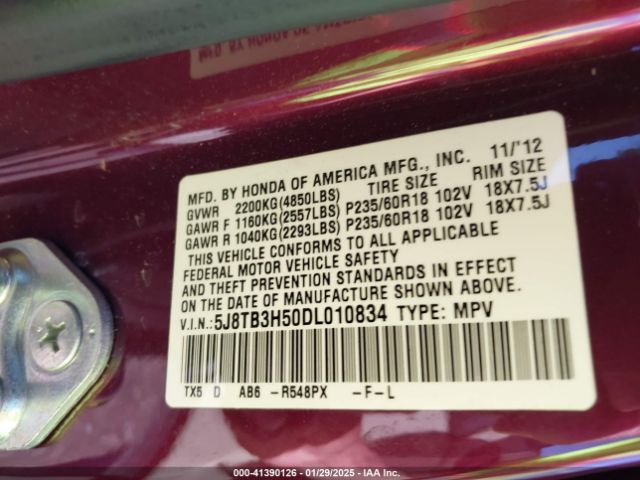 MFD. BY HONDA OF AMERICA MFG., INC. 11/'12
GVWR 2200KG(4850LBS) TIRE SIZE RIM SIZE
GAWR F 1160KG(2557LBS) P235/60R18 102V 18X7.5J
GAWR R 1040KG(2293LBS) P235/60R18 102V 18X7.5J
THIS VEHICLE CONFORMS TO ALL APPLICABLE
FEDERAL MOTOR VEHICLE SAFETY
AND THEFT PREVENTION STANDARDS IN EFFECT
ON THE DATE OF MANUFACTURE SHOWN ABOVE.
V.I.N.:5J8TB3H50DL010834 TYPE: MPV
TX5 D AB6 -R548PX -F-L
000-41390126 - 01/29/2025 - IAA Inc.